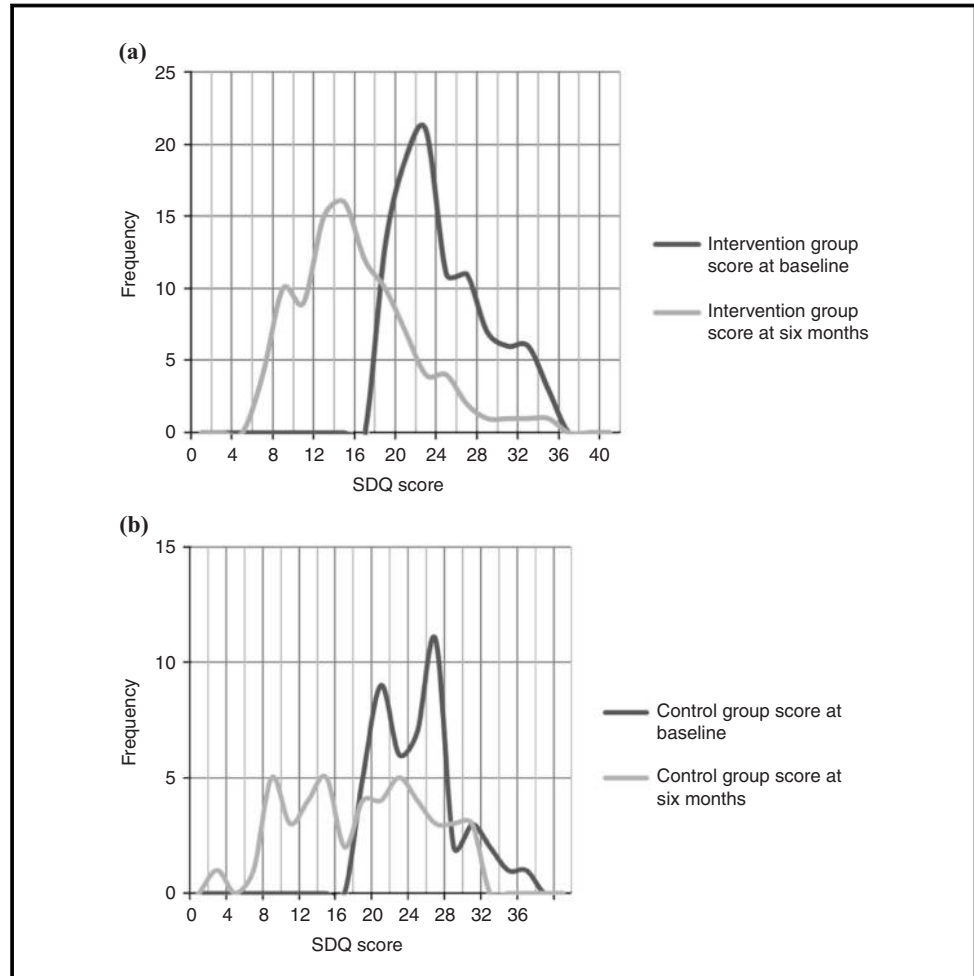 (a)
25
20
15
10
5
0
Frequency
0 4 8 12 16 20 24 28 32 36 40
SDQ score
Intervention group
score at baseline
Intervention group
score at six months
(b)
15
10
5
0
Frequency
0 4 8 12 16 20 24 28 32 36
SDQ score
Control group score at
baseline
Control group score at
six months